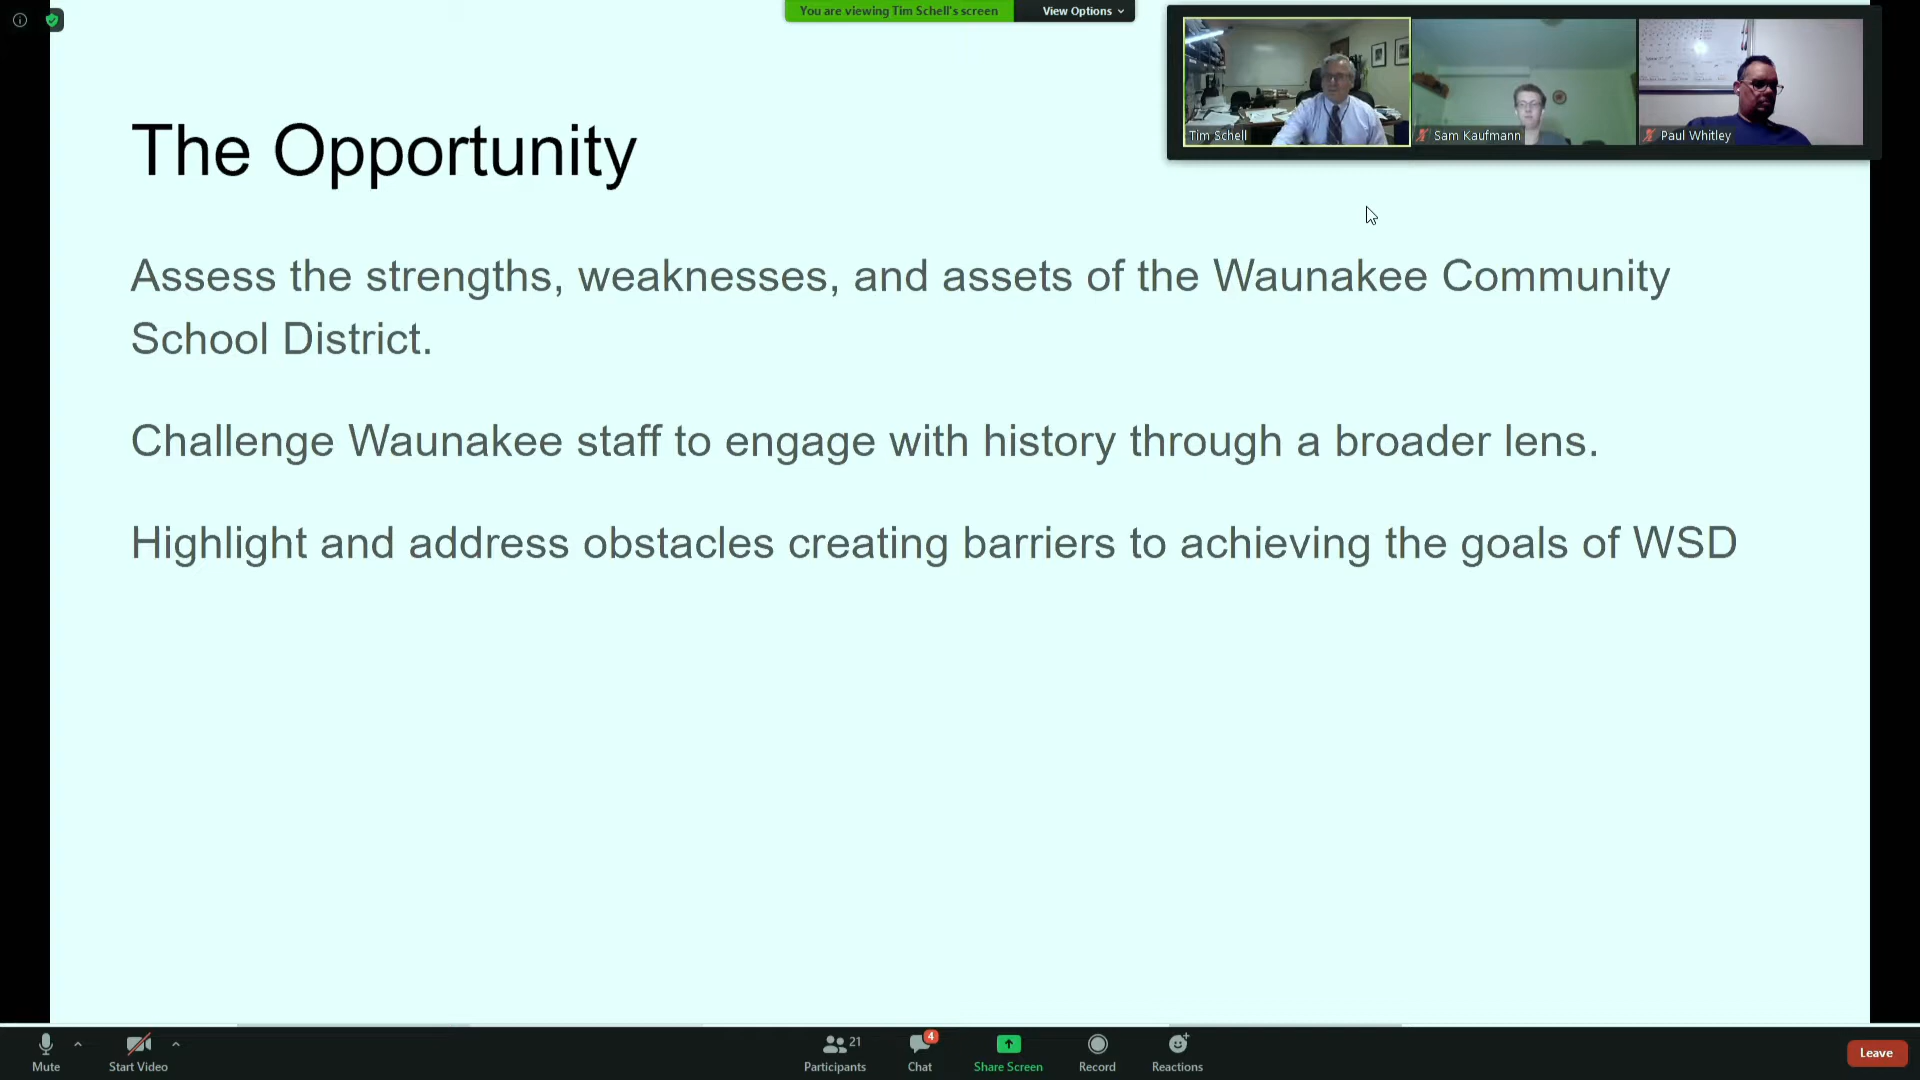 You are viewing Tim Schell's screen
View Options
Tim Schell
Sam Kaufmann
Paul Whitley
The Opportunity
Assess the strengths, weaknesses, and assets of the Waunakee Community
School District.
Challenge Waunakee staff to engage with history through a broader lens.
Highlight and address obstacles creating barriers to achieving the goals of WSD
Mute
Start Video
21
Participants
4
Chat
Share Screen
Record
Reactions
Leave